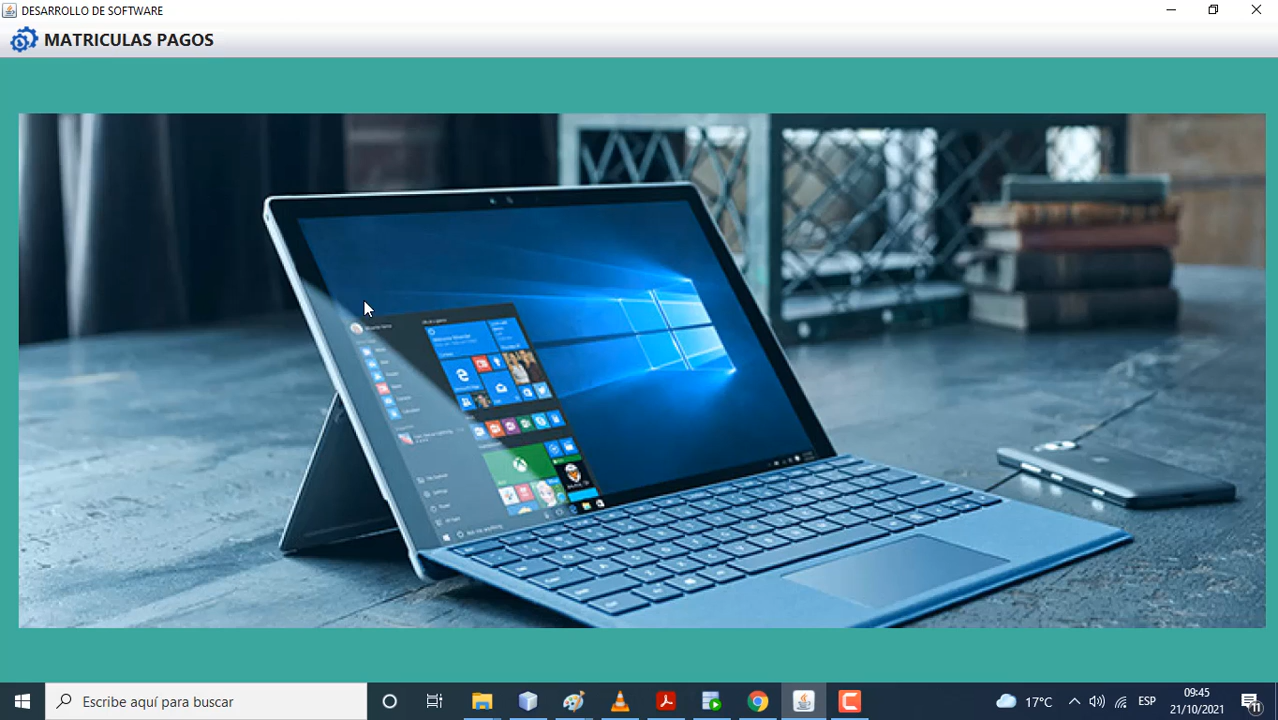 DESARROLLO DE SOFTWARE
MATRICULAS PAGOS
Escribe aquí para buscar
17°C
ESP
09:45
21/10/2021
11